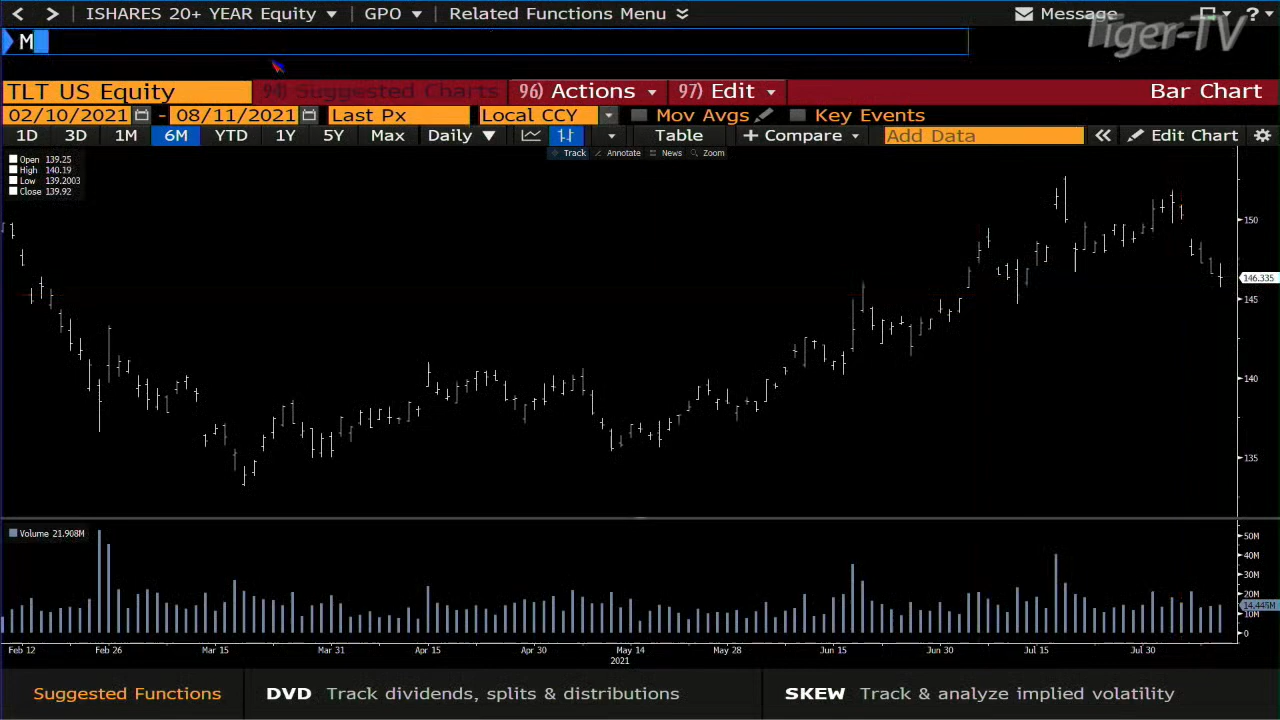 < > ISHARES 20+ YEAR Equity GPO Related Functions Menu Message ?
Tiger-TV
M
TLT US Equity 94) Suggested Charts 96) Actions 97) Edit Bar Chart
02/10/2021 - 08/11/2021 Last Px Local CCY Mov Avgs Key Events
1D 3D 1M 6M YTD 1Y 5Y Max Daily Table + Compare Add Data « Edit Chart
Track Annotate News Zoom
Open 139.25
High 140.19
Low 139.2003
Close 139.92
150
146.335
145
140
135
Volume 21.908M
50M
40M
30M
20M
14.445M
10M
0
Feb 12 Feb 26 Mar 15 Mar 31 Apr 15 Apr 30 May 14 May 28 Jun 15 Jun 30 Jul 15 Jul 30
2021
Suggested Functions DVD Track dividends, splits & distributions SKEW Track & analyze implied volatility